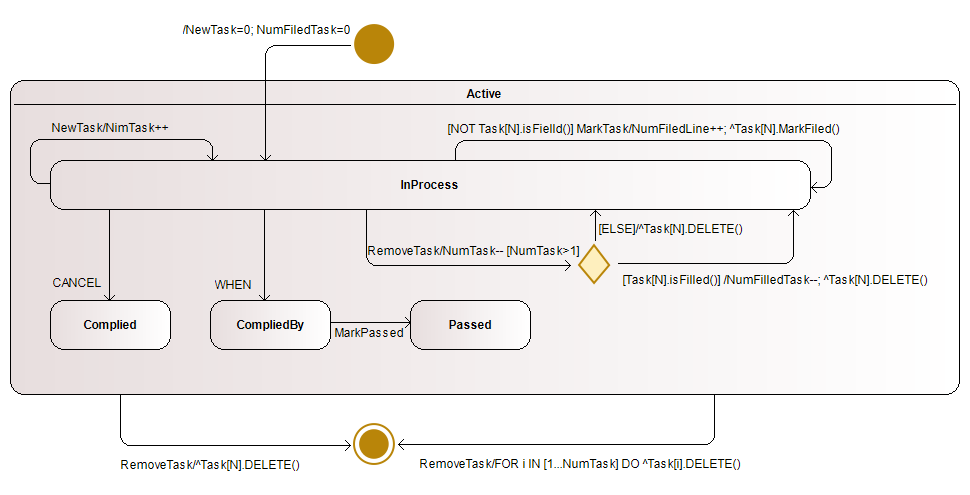 /NewTask=0; NumFiledTask=0
Active
NewTask/NimTask++
[NOT Task[N].isFielId()] MarkTask/NumFiledLine++; ^Task[N].MarkFiled()
InProcess
[ELSE]/^Task[N].DELETE()
RemoveTask/NumTask-- [NumTask>1]
[Task[N].isFilled()] /NumFilledTask--; ^Task[N].DELETE()
CANCEL
WHEN
Complied
CompliedBy
MarkPassed
Passed
RemoveTask/^Task[N].DELETE()
RemoveTask/FOR i IN [1...NumTask] DO ^Task[i].DELETE()